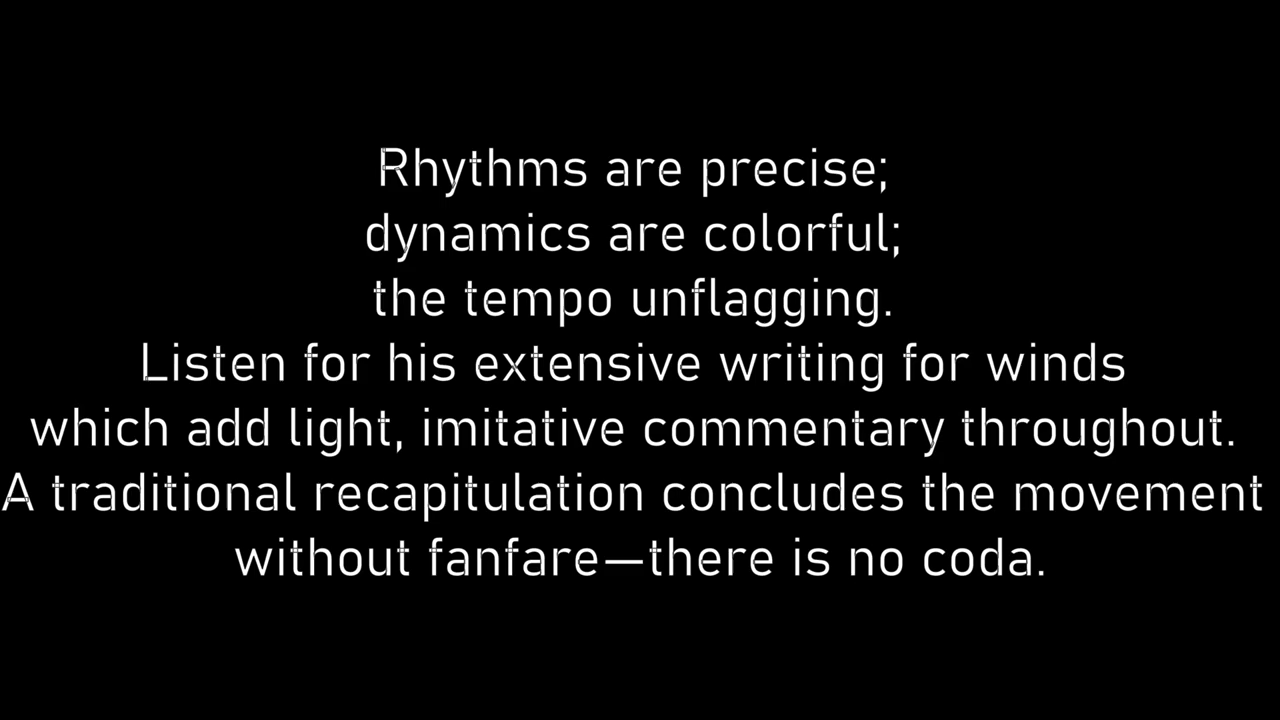 Rhythms are precise;
dynamics are colorful;
the tempo unflagging.
Listen for his extensive writing for winds
which add light, imitative commentary throughout.
A traditional recapitulation concludes the movement
without fanfare—there is no coda.